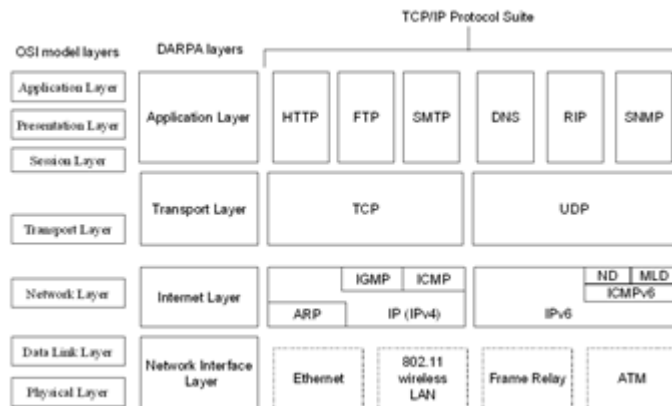 TCP/IP Protocol Suite
OSI model layers
DARPA layers
Application Layer
Presentation Layer
Session Layer
Application Layer
HTTP
FTP
SMTP
DNS
RIP
SNMP
Transport Layer
Transport Layer
TCP
UDP
Network Layer
Internet Layer
IGMP
ICMP
ARP
IP (IPv4)
ND
MLD
ICMPv6
IPv6
Data Link Layer
Physical Layer
Network Interface
Layer
Ethernet
802.11
wireless
LAN
Frame Relay
ATM